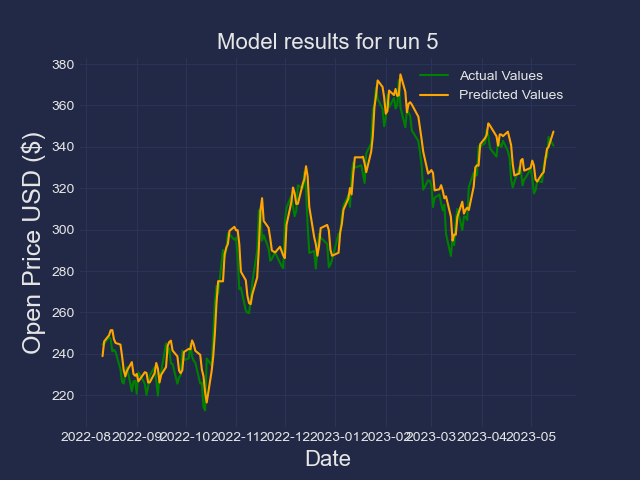 Model results for run 5
Actual Values
Predicted Values
Open Price USD ($)
380
360
340
320
300
280
260
240
220
2022-08 2022-09 2022-10 2022-11 2022-12 2023-01 2023-02 2023-03 2023-04 2023-05
Date